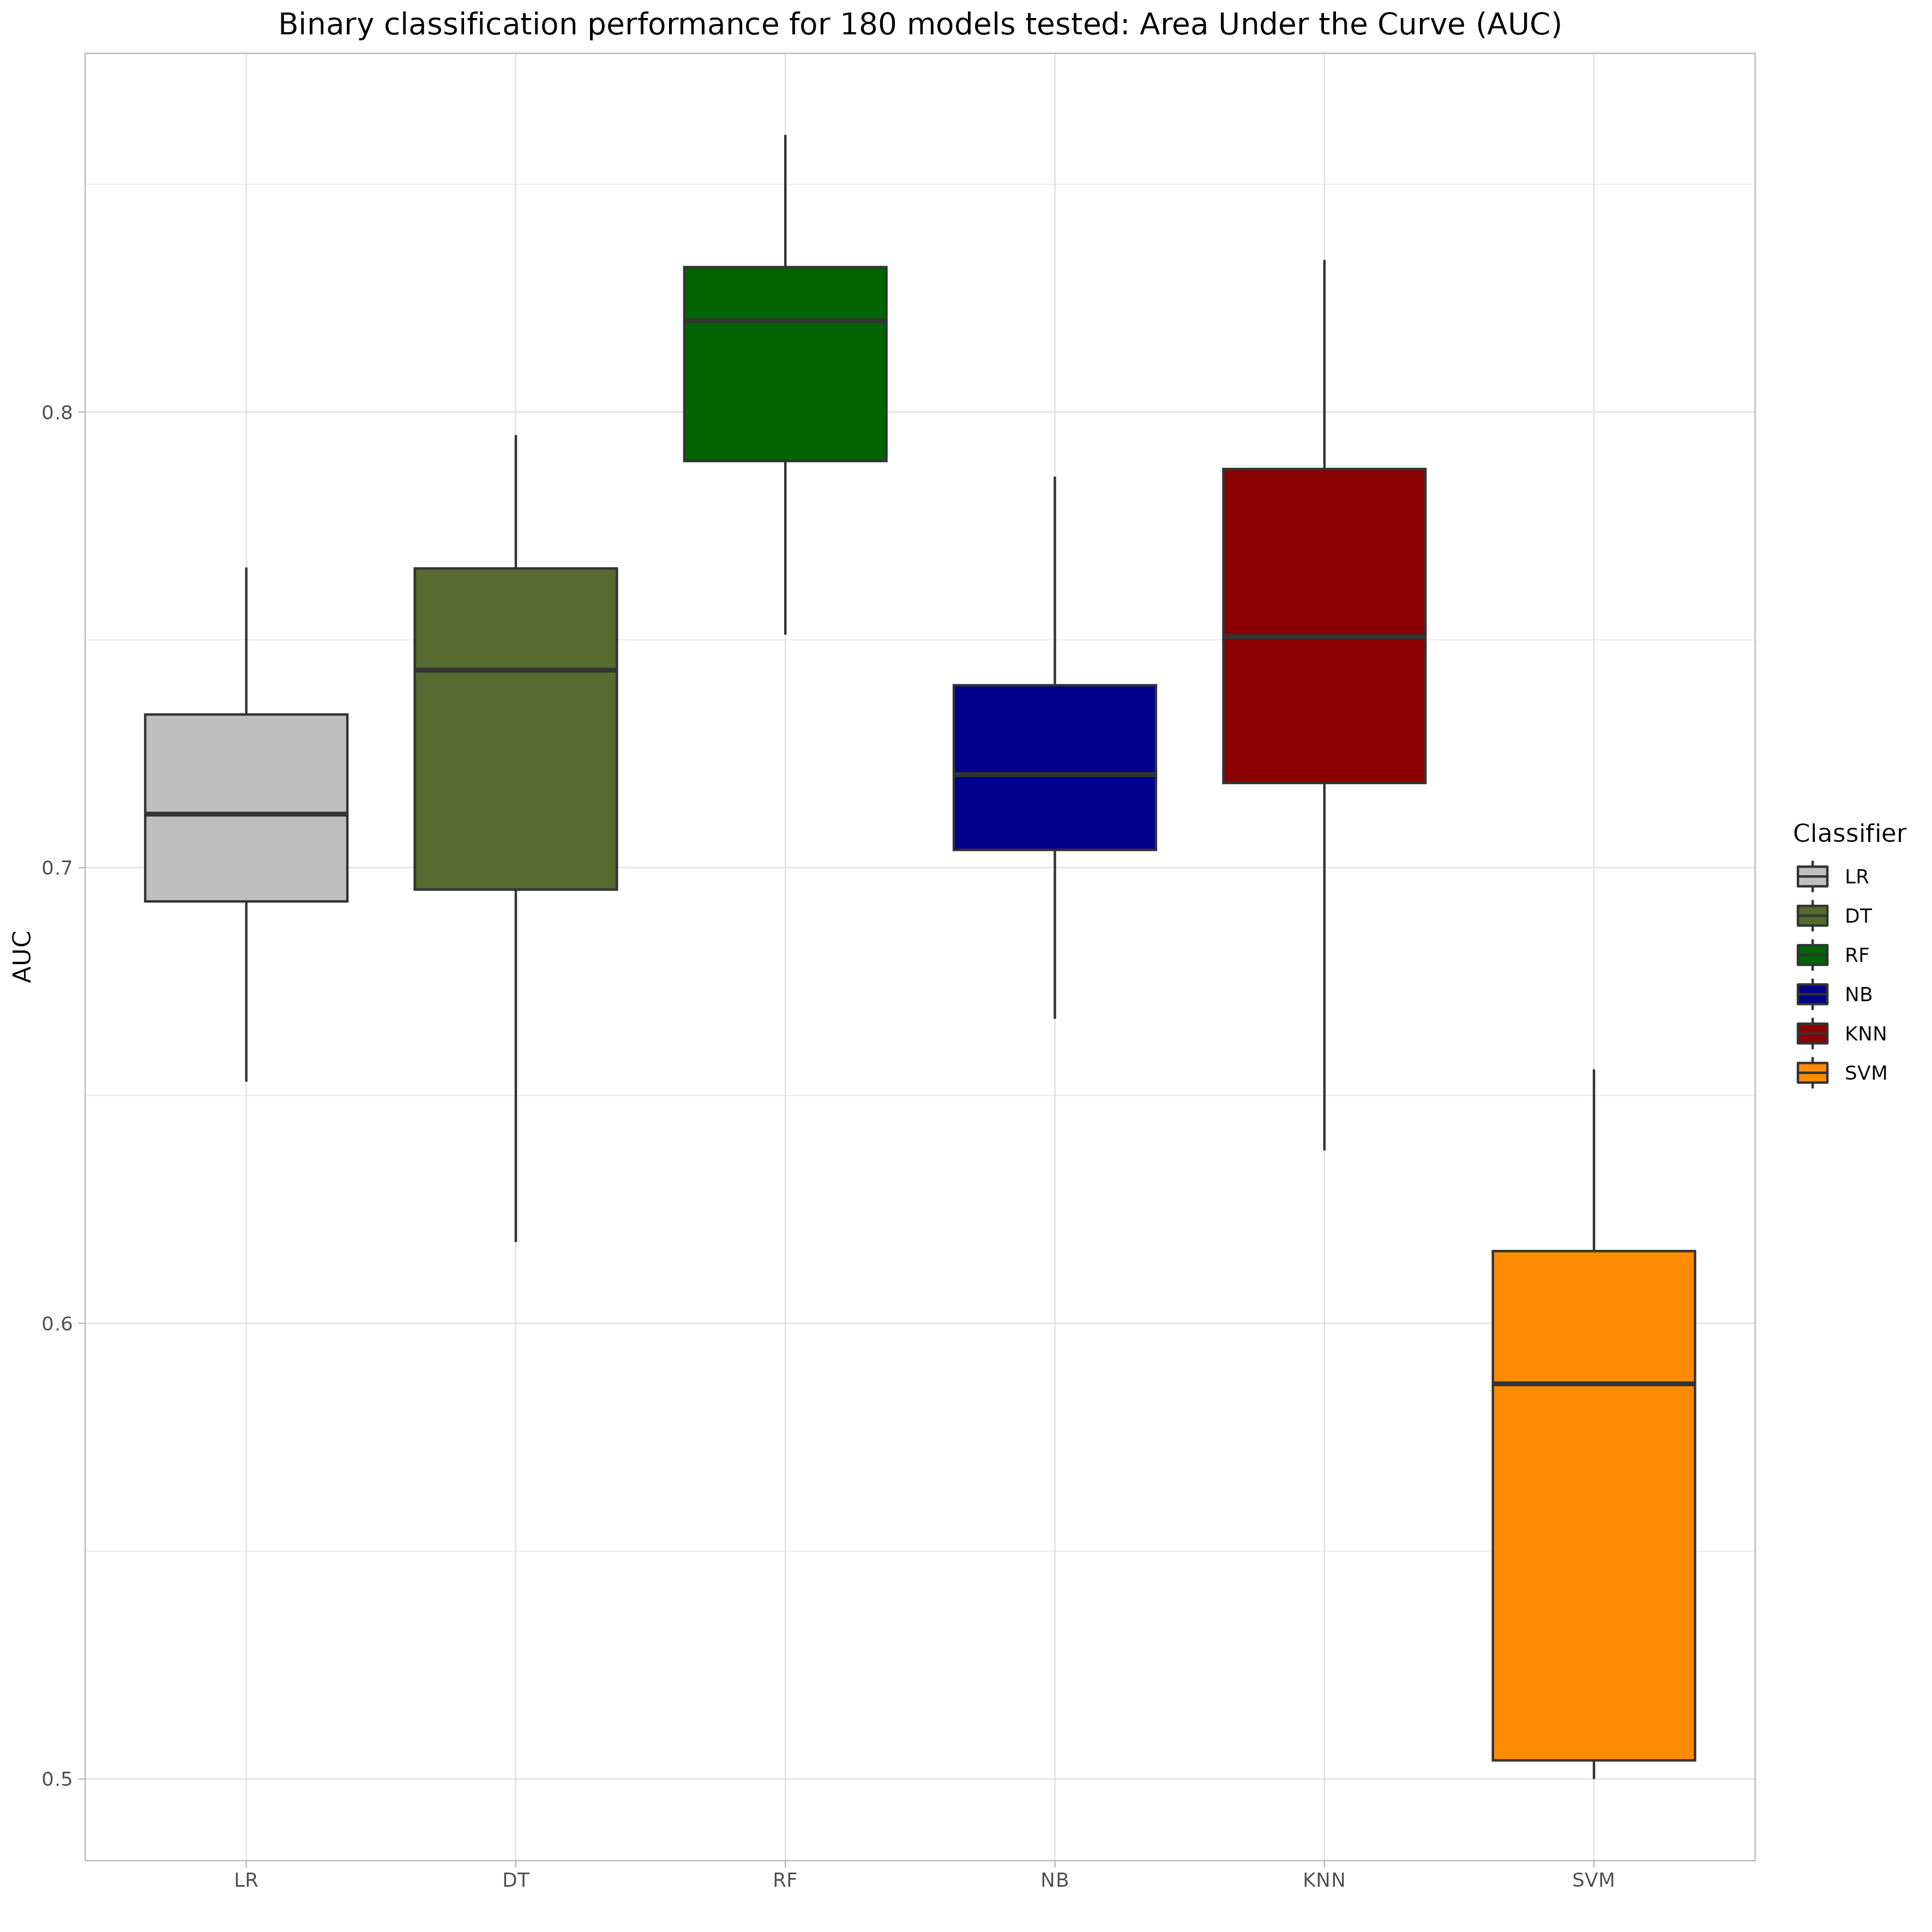 Binary classification performance for 180 models tested: Area Under the Curve (AUC)
AUC
0.8
0.7
0.6
0.5
LR
DT
RF
NB
KNN
SVM
Classifier
LR
DT
RF
NB
KNN
SVM